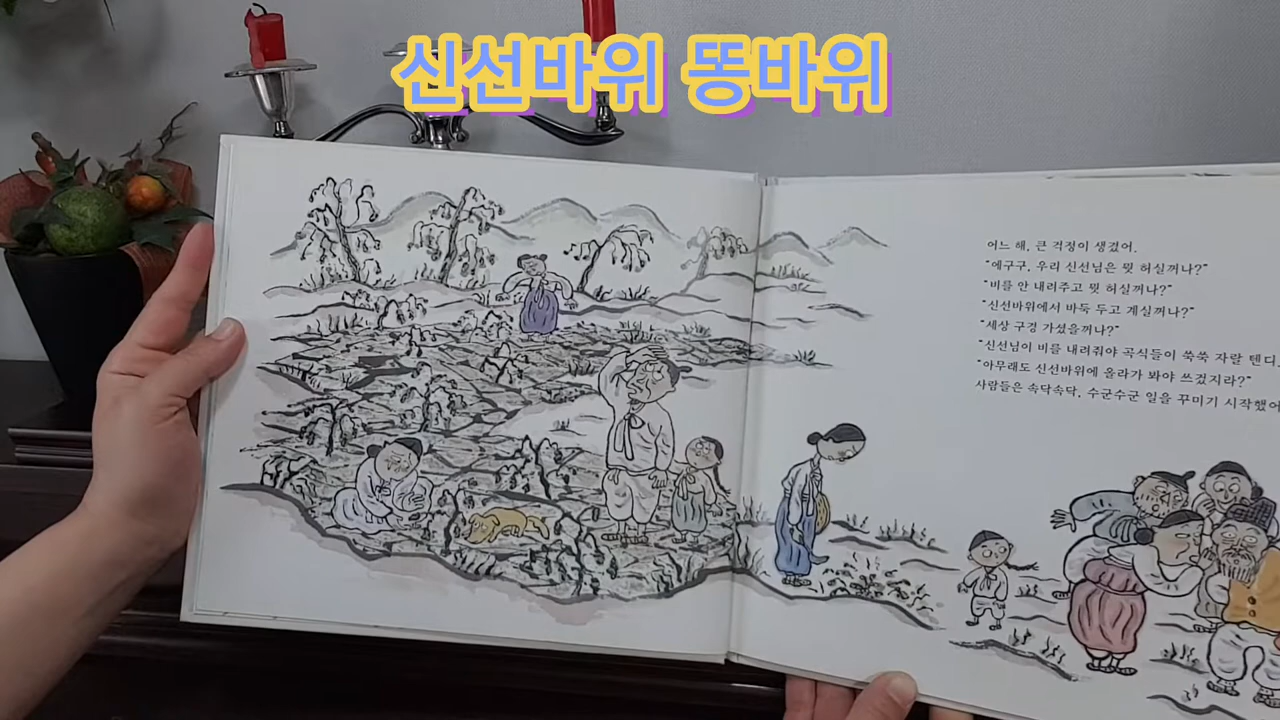 신선바위 똥바위
어느 해, 큰 걱정이 생겼어.
“에구구, 우리 신선님은 뭣 허실꺼나?”
“비를 안 내려주고 뭣 허실꺼나?”
“신선바위에서 바둑 두고 계실꺼나?”
“세상 구경 가셨을꺼나?”
“신선님이 비를 내려줘야 곡식들이 쑥쑥 자랄 텐디.
“아무래도 신선바위에 올라가 봐야 쓰겄지라?”
사람들은 속닥속닥, 수군수군 일을 꾸미기 시작했어